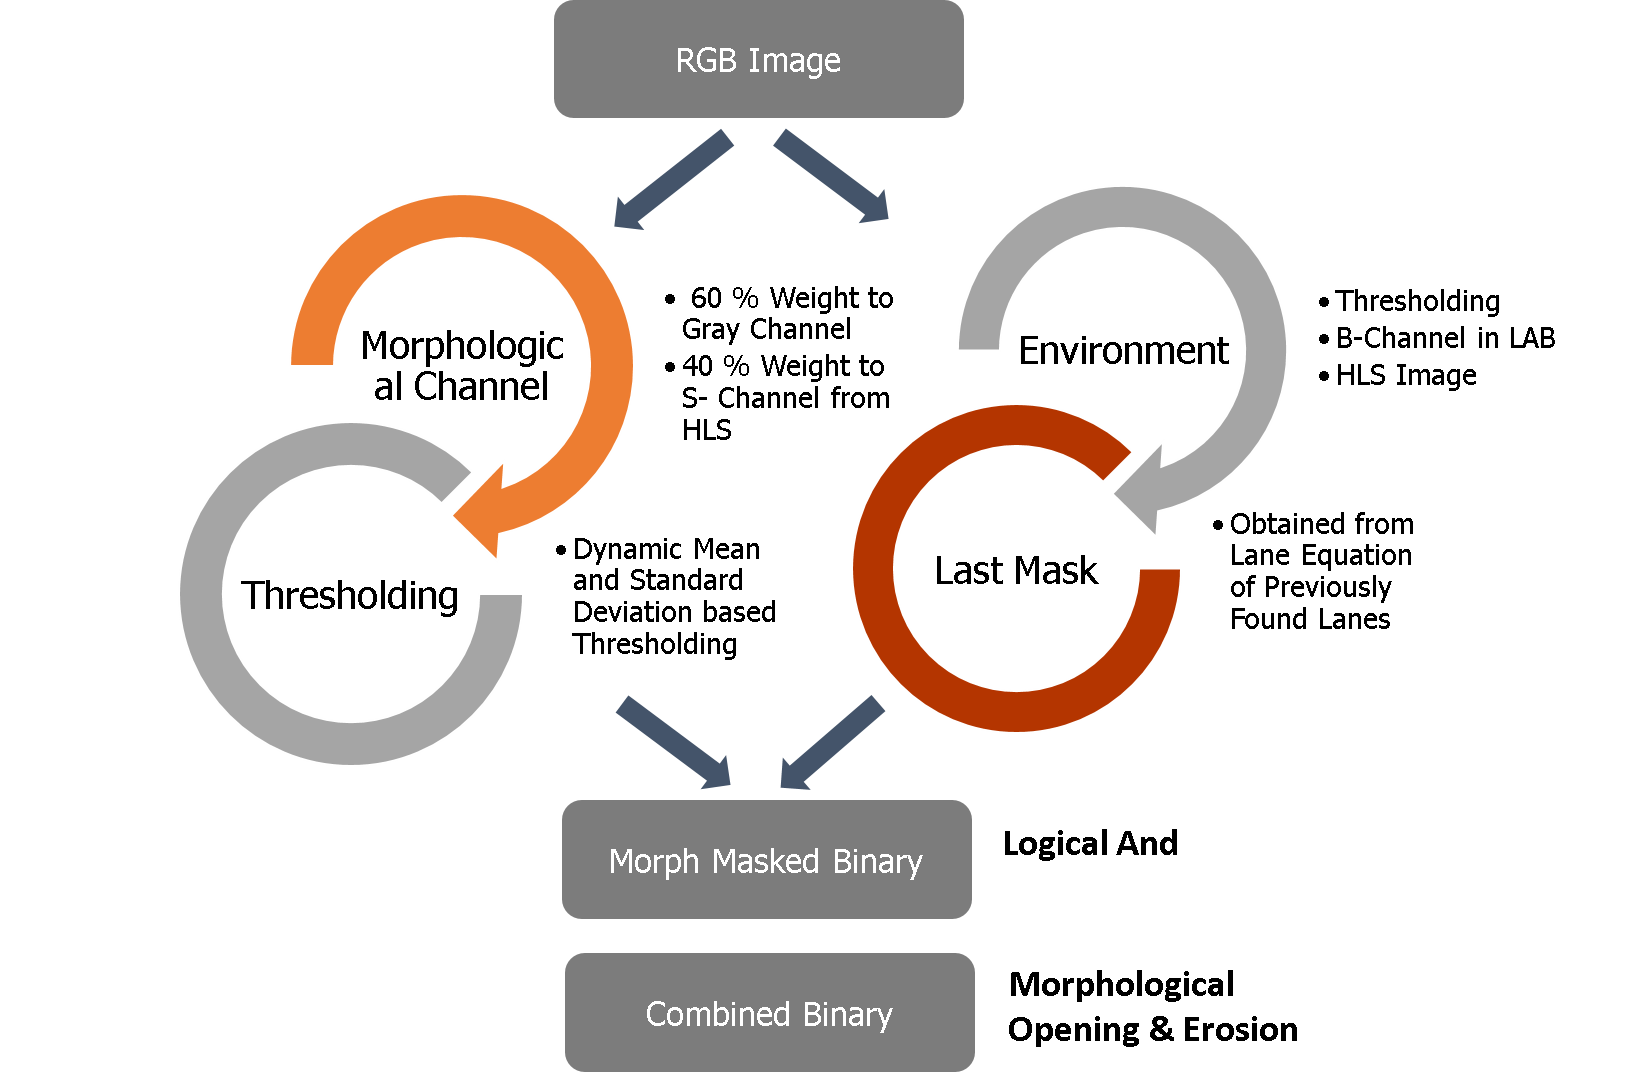 RGB Image
Morphologic
al Channel
• 60 % Weight to
Gray Channel
• 40 % Weight to
S- Channel from
HLS
Thresholding
• Dynamic Mean
and Standard
Deviation based
Thresholding
Environment
• Thresholding
• B-Channel in LAB
• HLS Image
Last Mask
• Obtained from
Lane Equation
of Previously
Found Lanes
Morph Masked Binary
Logical And
Combined Binary
Morphological
Opening & Erosion